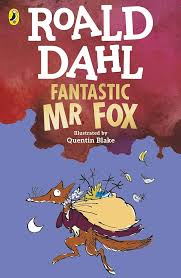 ROALD
DAHL
FANTASTIC
MR FOX
Illustrated by
Quentin Blake